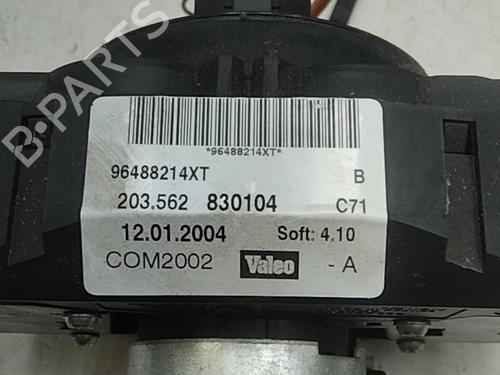 B-PARTS
*96488214XT*
96488214XT B
203.562 830104 C71
12.01.2004 Soft: 4.10
COM2002 Valeo - A